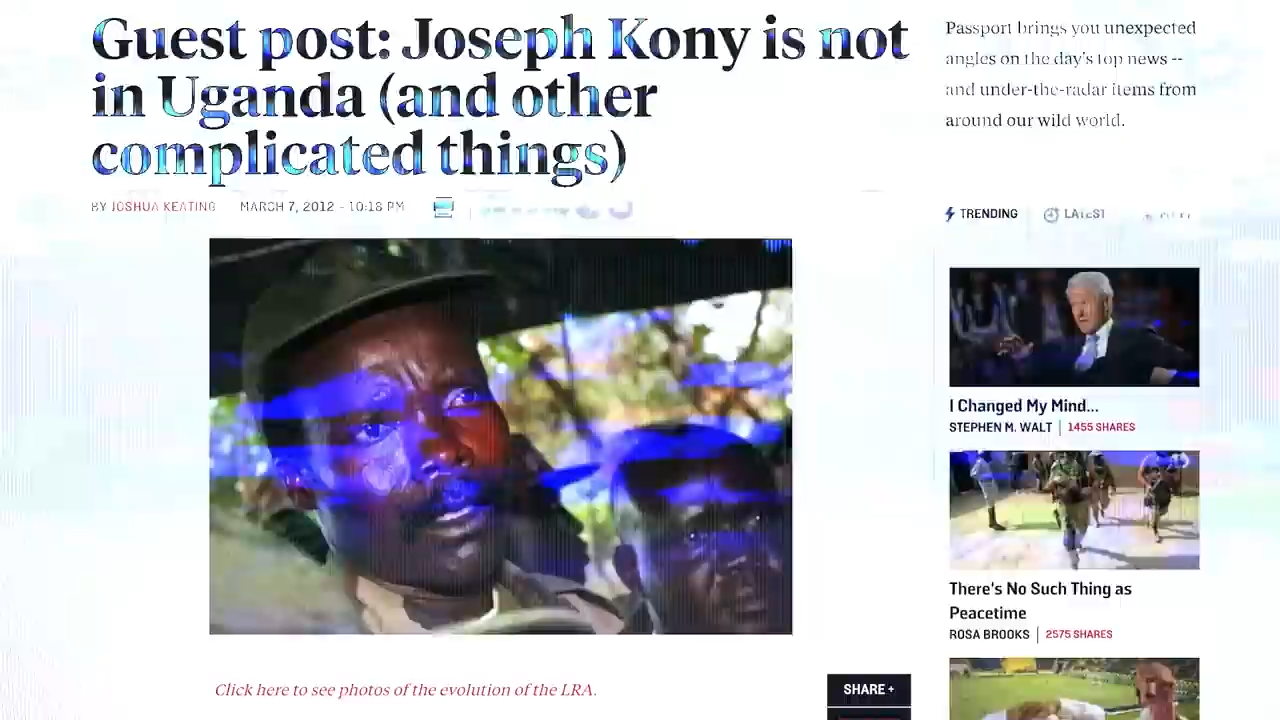 Guest post: Joseph Kony is not
in Uganda (and other
complicated things)
BY JOSHUA KEATING MARCH 7, 2012 - 10:18 PM
Click here to see photos of the evolution of the LRA.
SHARE +
Passport brings you unexpected
angles on the day's top news --
and under-the-radar items from
around our wild world.
TRENDING LATEST
I Changed My Mind...
STEPHEN M. WALT | 1455 SHARES
There's No Such Thing as
Peacetime
ROSA BROOKS | 2575 SHARES